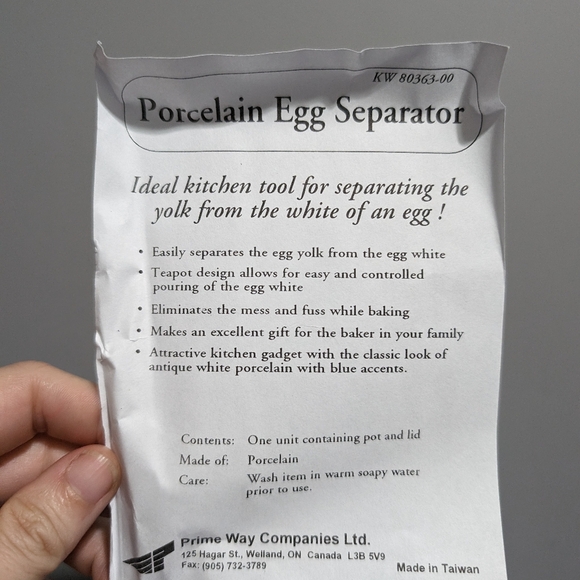 KW 80363-00
Porcelain Egg Separator
Ideal kitchen tool for separating the
yolk from the white of an egg !
• Easily separates the egg yolk from the egg white
• Teapot design allows for easy and controlled
pouring of the egg white
• Eliminates the mess and fuss while baking
• Makes an excellent gift for the baker in your family
• Attractive kitchen gadget with the classic look of
antique white porcelain with blue accents.
Contents: One unit containing pot and lid
Made of: Porcelain
Care: Wash item in warm soapy water
prior to use.
Prime Way Companies Ltd.
125 Hagar St., Welland, ON Canada L3B 5V9
Fax: (905) 732-3789
Made in Taiwan